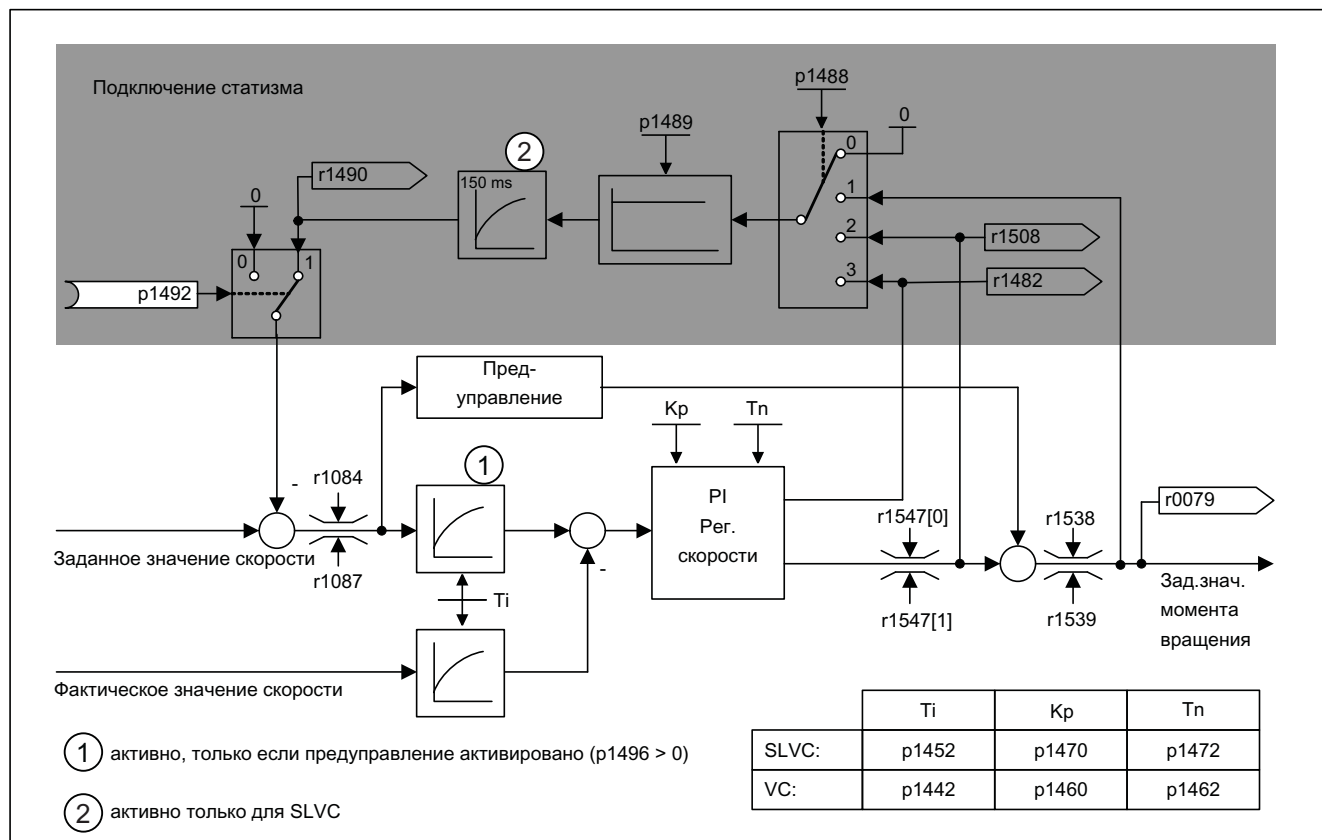 Подключение статизма
p1488
0
p1489
0
1
2
3
2
150 ms
r1490
r1508
r1482
0
0
1
p1492
Пред-
управление
Kp
Tn
-
r1084
r1087
1
PI
Рег.
скорости
-
r1547[0]
r1547[1]
r1538
r1539
r0079
Заданное значение скорости
Ti
Зад.знач.
момента
вращения
Фактическое значение скорости
1 активно, только если предуправление активировано (p1496 > 0)
2 активно только для SLVC
Ti Kp Tn
SLVC: p1452 p1470 p1472
VC: p1442 p1460 p1462